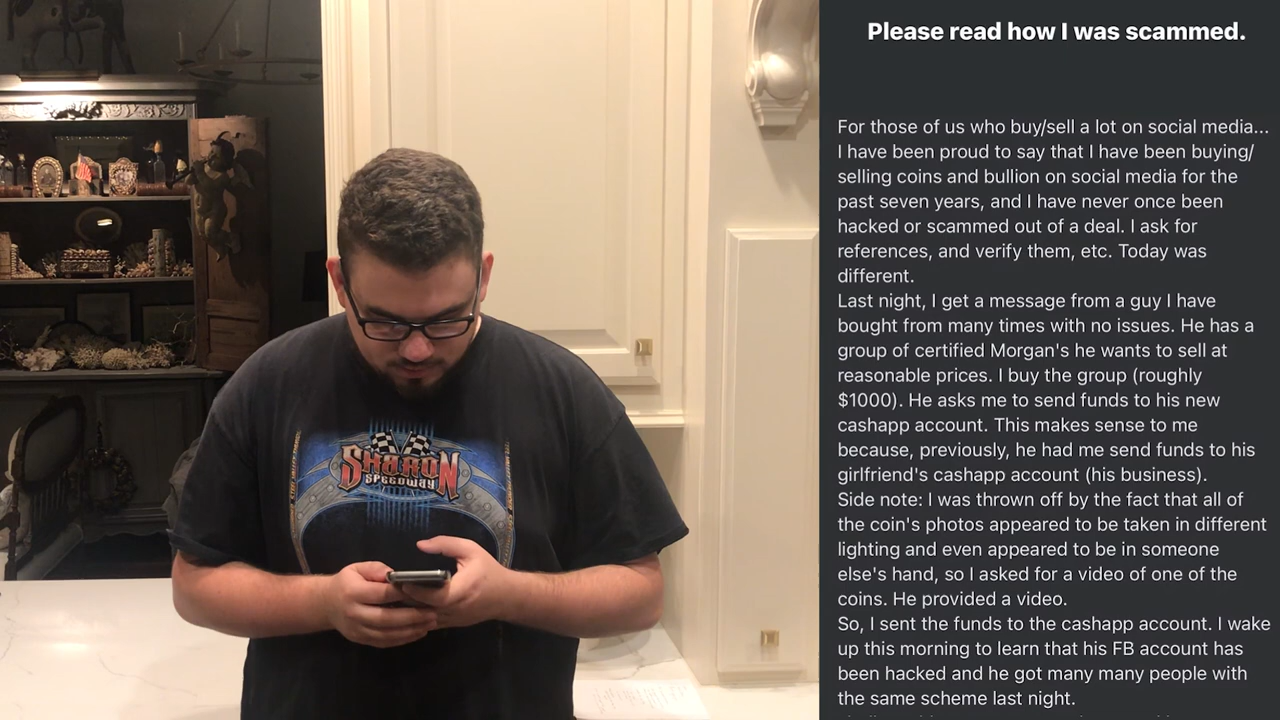 SHARON
SPEEDWAY
Please read how I was scammed.
For those of us who buy/sell a lot on social media...
I have been proud to say that I have been buying/
selling coins and bullion on social media for the
past seven years, and I have never once been
hacked or scammed out of a deal. I ask for
references, and verify them, etc. Today was
different.
Last night, I get a message from a guy I have
bought from many times with no issues. He has a
group of certified Morgan's he wants to sell at
reasonable prices. I buy the group (roughly
$1000). He asks me to send funds to his new
cashapp account. This makes sense to me
because, previously, he had me send funds to his
girlfriend's cashapp account (his business).
Side note: I was thrown off by the fact that all of
the coin's photos appeared to be taken in different
lighting and even appeared to be in someone
else's hand, so I asked for a video of one of the
coins. He provided a video.
So, I sent the funds to the cashapp account. I wake
up this morning to learn that his FB account has
been hacked and he got many many people with
the same scheme last night.